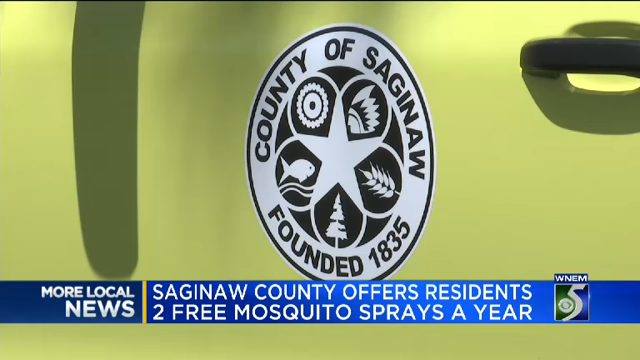 COUNTY OF SAGINAW
FOUNDED 1835
MORE LOCAL
NEWS
SAGINAW COUNTY OFFERS RESIDENTS
2 FREE MOSQUITO SPRAYS A YEAR
WNEM
5